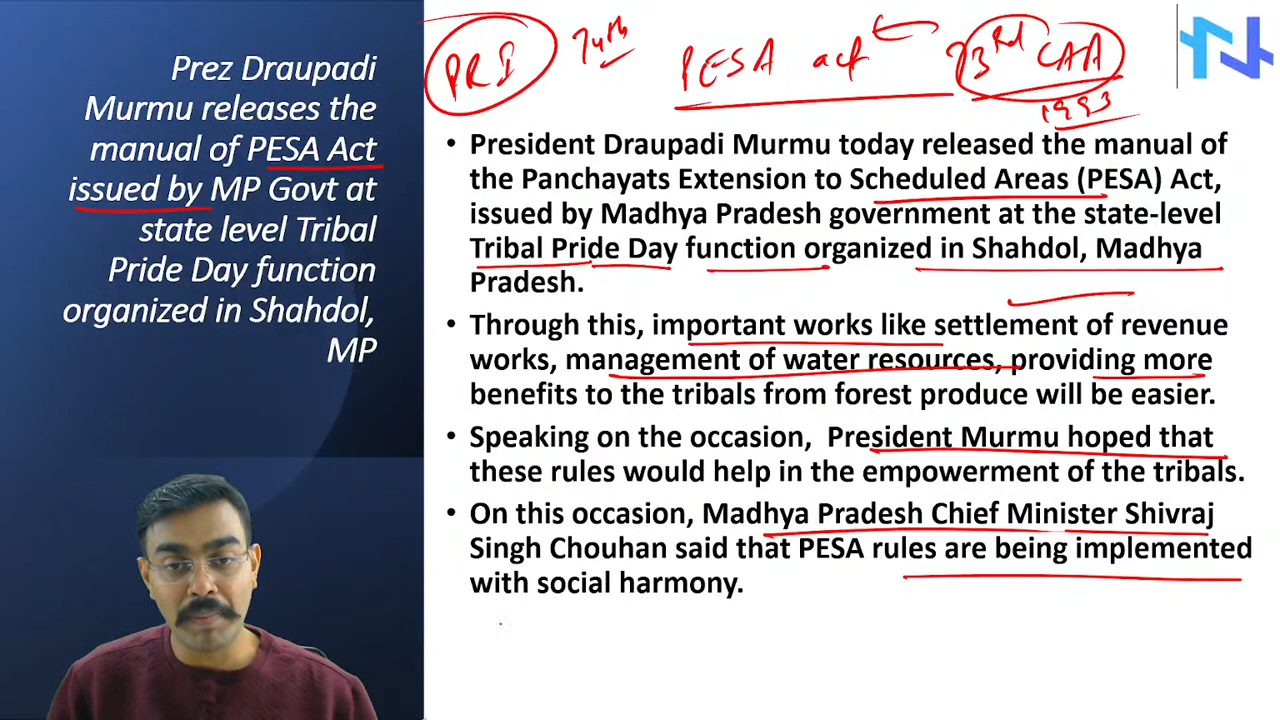 Prez Draupadi
Murmu releases the
manual of PESA Act
issued by MP Govt at
state level Tribal
Pride Day function
organized in Shahdol,
MP
PRI 74th PESA act 73rd CAA
1993
• President Draupadi Murmu today released the manual of
the Panchayats Extension to Scheduled Areas (PESA) Act,
issued by Madhya Pradesh government at the state-level
Tribal Pride Day function organized in Shahdol, Madhya
Pradesh.
• Through this, important works like settlement of revenue
works, management of water resources, providing more
benefits to the tribals from forest produce will be easier.
• Speaking on the occasion, President Murmu hoped that
these rules would help in the empowerment of the tribals.
• On this occasion, Madhya Pradesh Chief Minister Shivraj
Singh Chouhan said that PESA rules are being implemented
with social harmony.